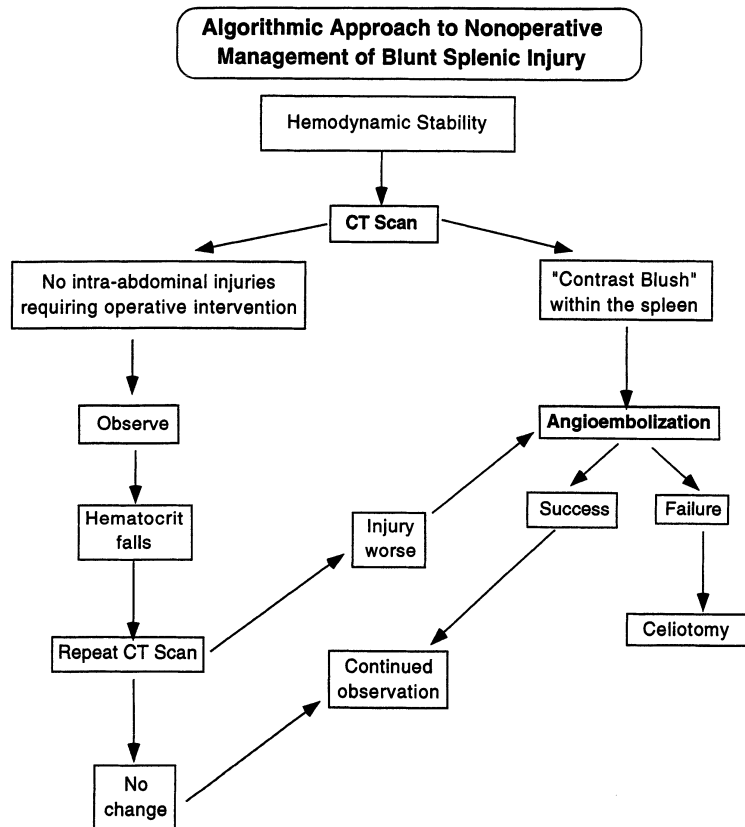 Algorithmic Approach to Nonoperative
Management of Blunt Splenic Injury
Hemodynamic Stability
CT Scan
No intra-abdominal injuries
requiring operative intervention
"Contrast Blush"
within the spleen
Observe
Angioembolization
Hematocrit
falls
Injury
worse
Success
Failure
Repeat CT Scan
Continued
observation
Celiotomy
No
change